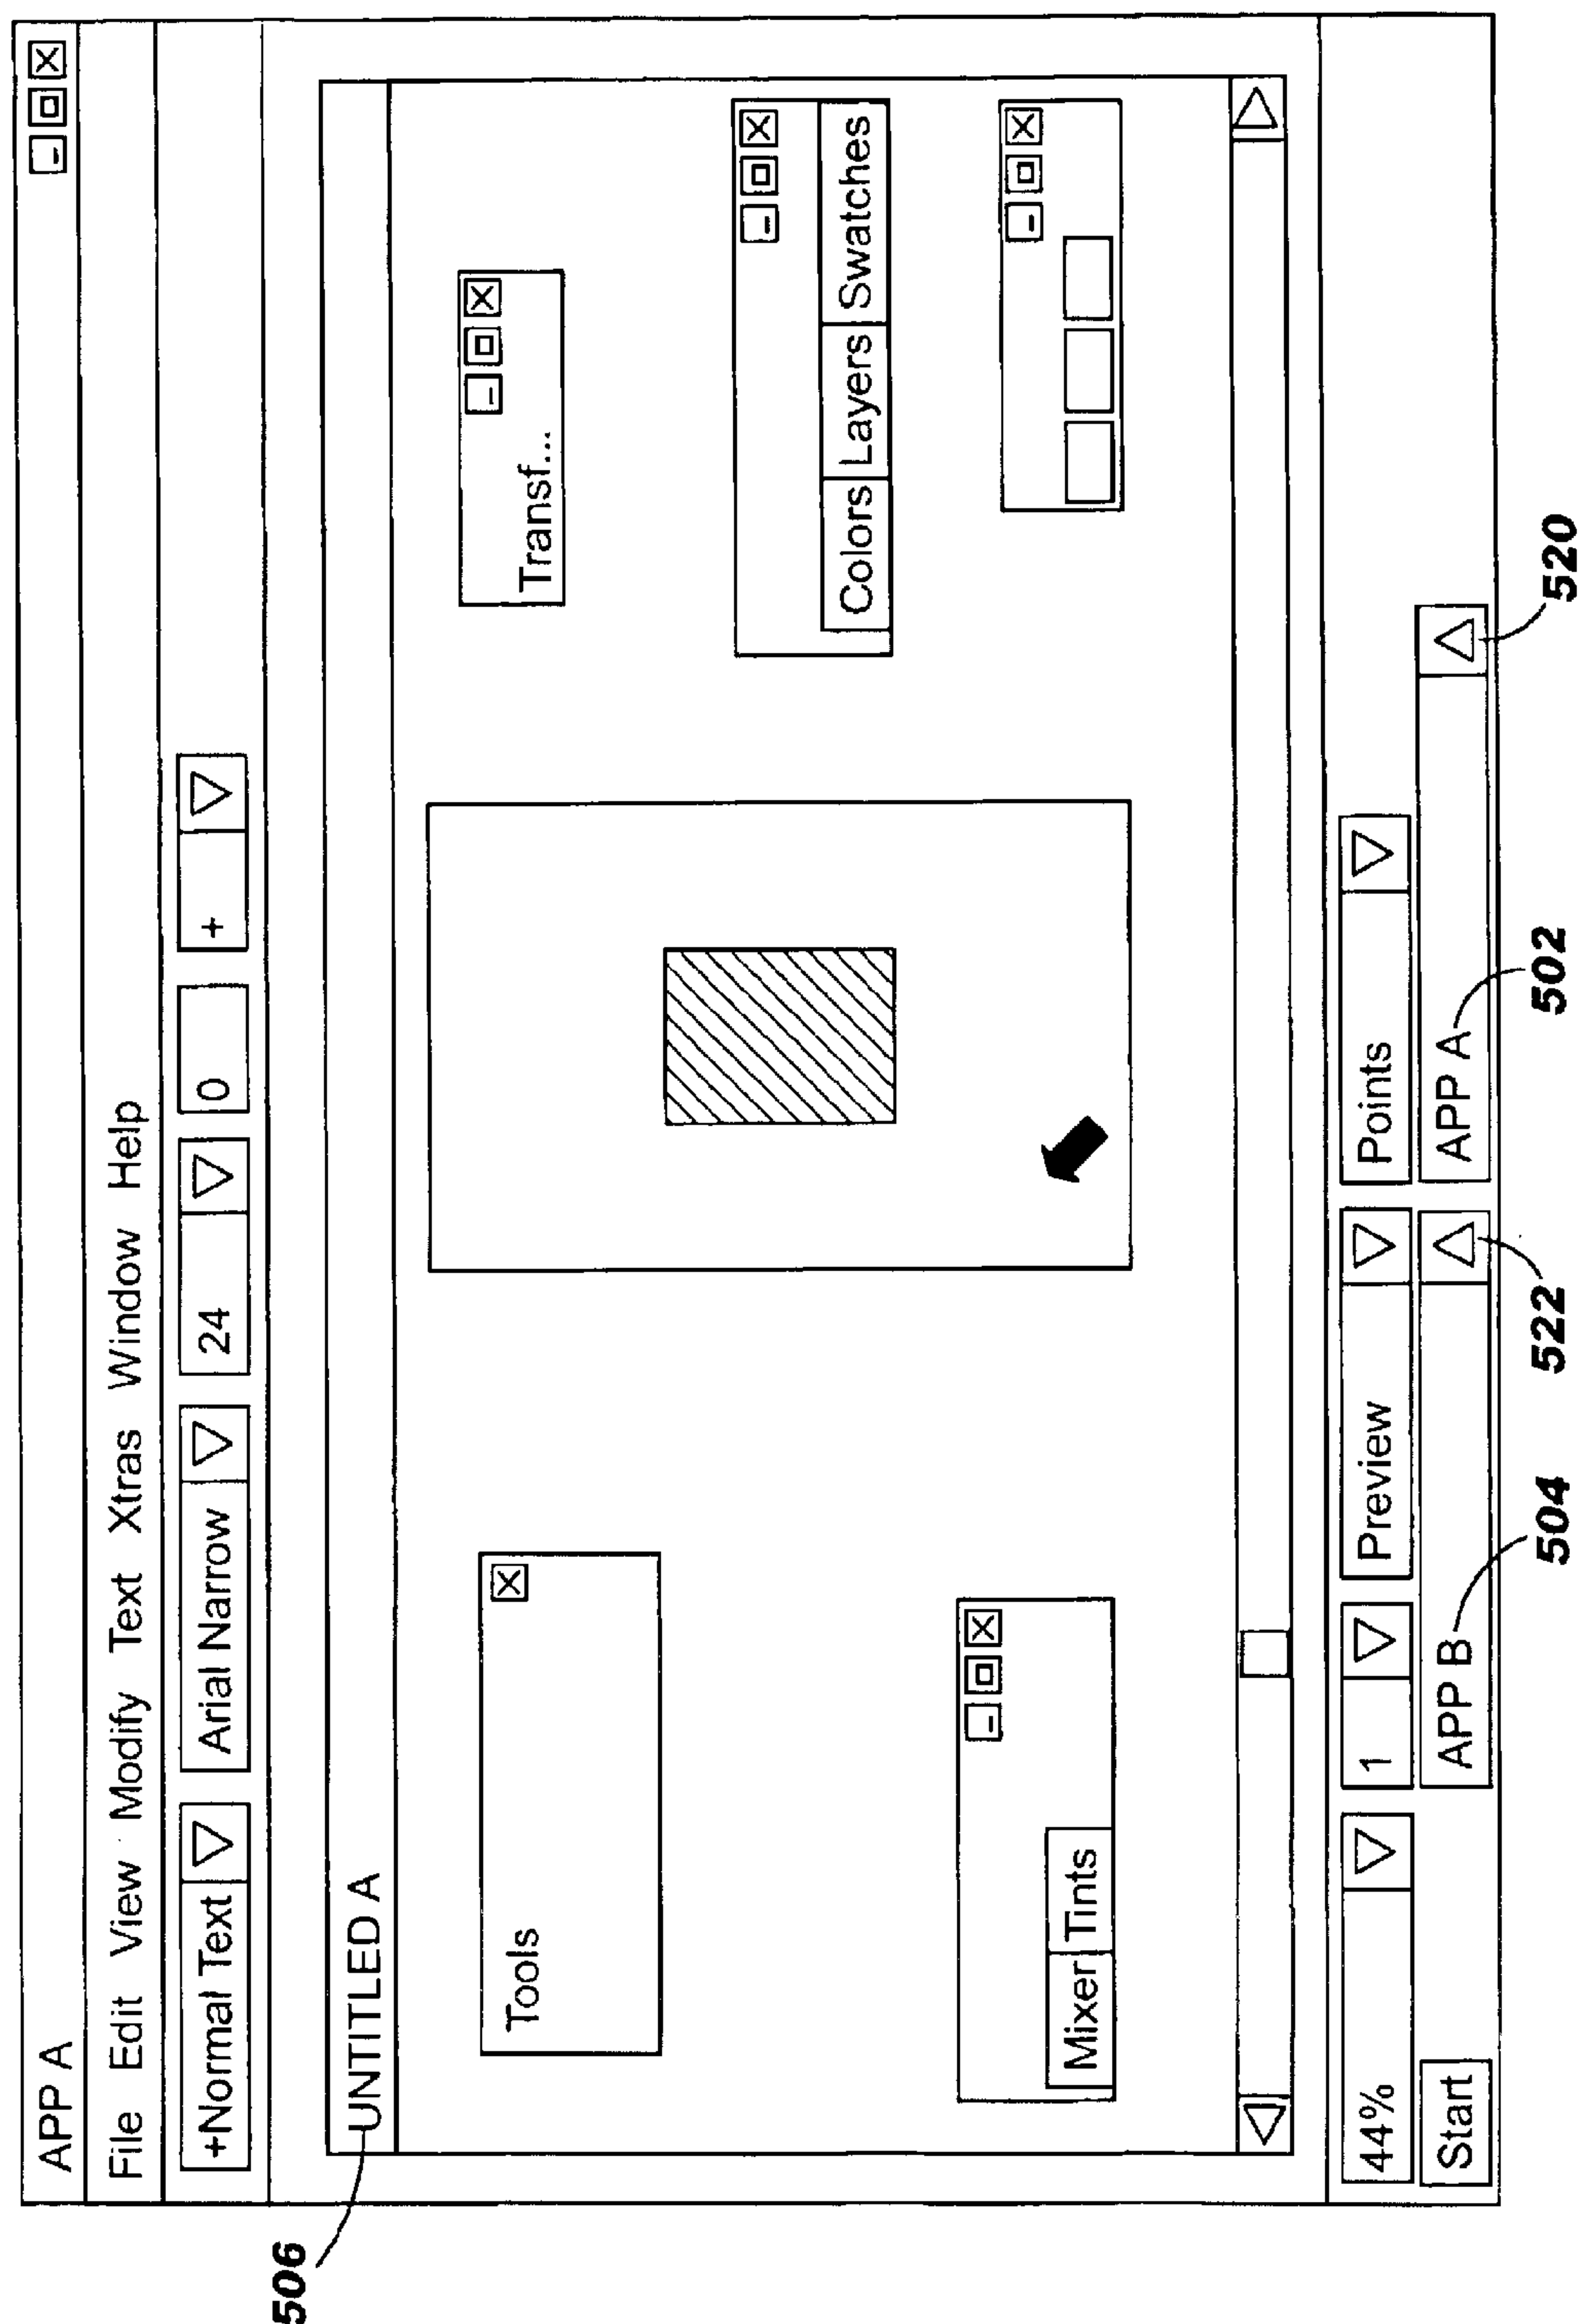 APP A
File Edit View Modify Text Xtras Window Help
+Normal Text Arial Narrow 24 0 +
506
UNTITLED A
Tools
Transf...
Colors Layers Swatches
Mixer Tints
44% 1 Preview Points
Start APP B APP A
504 522 502 520